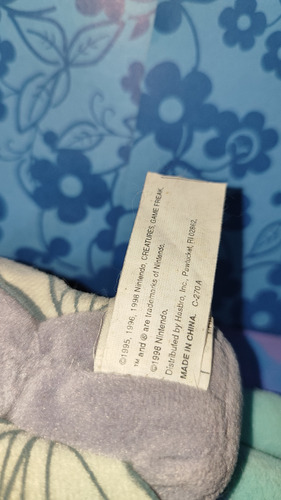 ©1995, 1996, 1998 Nintendo, CREATURES, GAME FREAK.
™ and ® are trademarks of Nintendo.
©1998 Nintendo.
Distributed by Hasbro, Inc., Pawtucket, RI 02862.
MADE IN CHINA. C-270 A